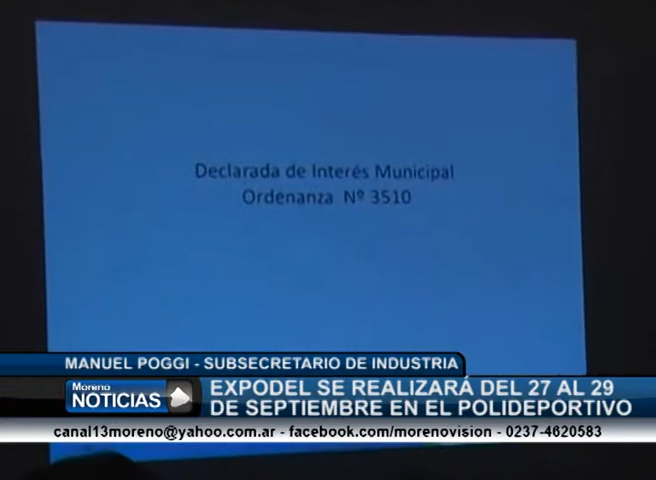 Declarada de Interés Municipal
Ordenanza Nº 3510
MANUEL POGGI - SUBSECRETARIO DE INDUSTRIA
Moreno
NOTICIAS
EXPODEL SE REALIZARÁ DEL 27 AL 29
DE SEPTIEMBRE EN EL POLIDEPORTIVO
canal13moreno@yahoo.com.ar - facebook.com/morenovision - 0237-4620583